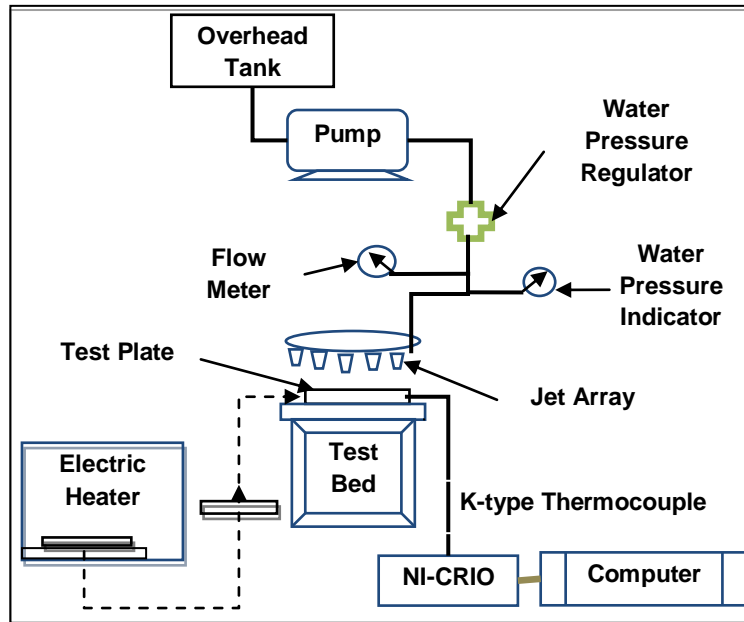 Overhead
Tank
Pump
Water
Pressure
Regulator
Flow
Meter
Water
Pressure
Indicator
Test Plate
Jet Array
Electric
Heater
Test
Bed
K-type Thermocouple
NI-CRIO
Computer